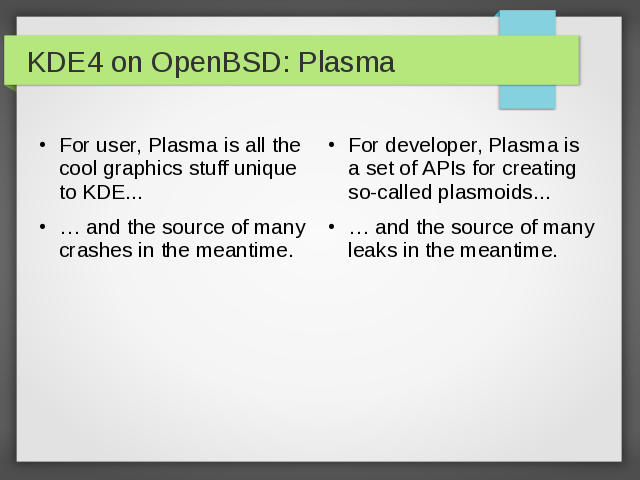 KDE4 on OpenBSD: Plasma
• For user, Plasma is all the
cool graphics stuff unique
to KDE...
• … and the source of many
crashes in the meantime.
• For developer, Plasma is
a set of APIs for creating
so-called plasmoids...
• … and the source of many
leaks in the meantime.